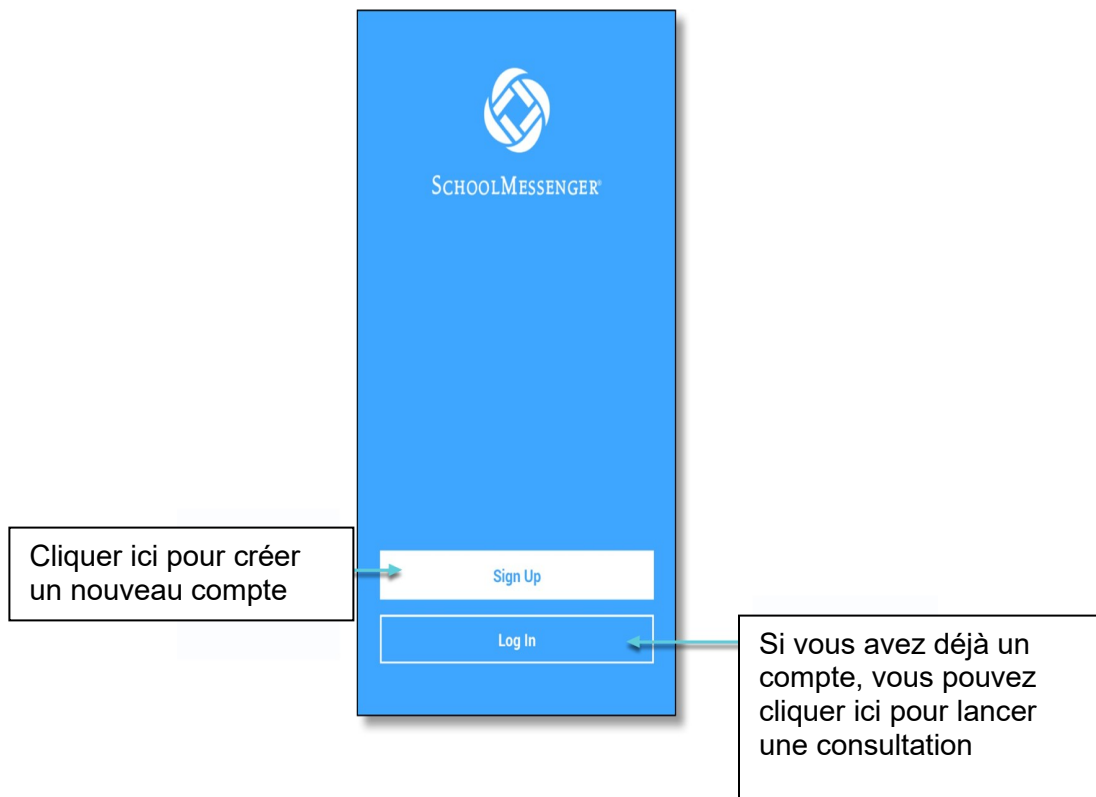 SCHOOLMESSENGER®
Cliquer ici pour créer
un nouveau compte
Sign Up
Log In
Si vous avez déjà un
compte, vous pouvez
cliquer ici pour lancer
une consultation